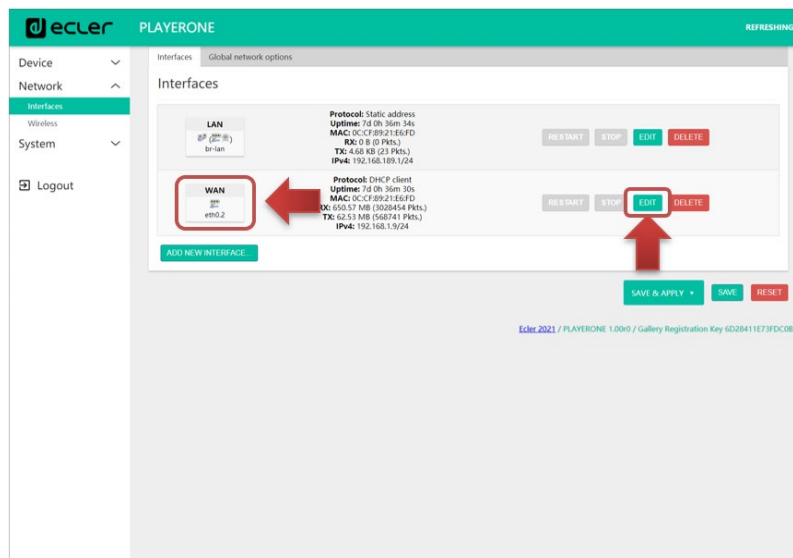 ecler
PLAYERONE
REFRESHING
Device
Network
Interfaces
Wireless
System
Logout
Interfaces Global network options
Interfaces
LAN
br-lan
Protocol: Static address
Uptime: 7d 0h 36m 34s
MAC: 0C:CF:89:21:E6:FD
RX: 0 B (0 Pkts.)
TX: 4.68 KB (23 Pkts.)
IPv4: 192.168.189.1/24
RESTART STOP EDIT DELETE
WAN
eth0.2
Protocol: DHCP client
Uptime: 7d 0h 36m 30s
MAC: 0C:CF:89:21:E6:FD
RX: 650.57 MB (3028454 Pkts.)
TX: 62.53 MB (568741 Pkts.)
IPv4: 192.168.1.9/24
RESTART STOP EDIT DELETE
ADD NEW INTERFACE...
SAVE & APPLY SAVE RESET
Ecler 2021 / PLAYERONE 1.00r0 / Gallery Registration Key 6D28411E73FDC08